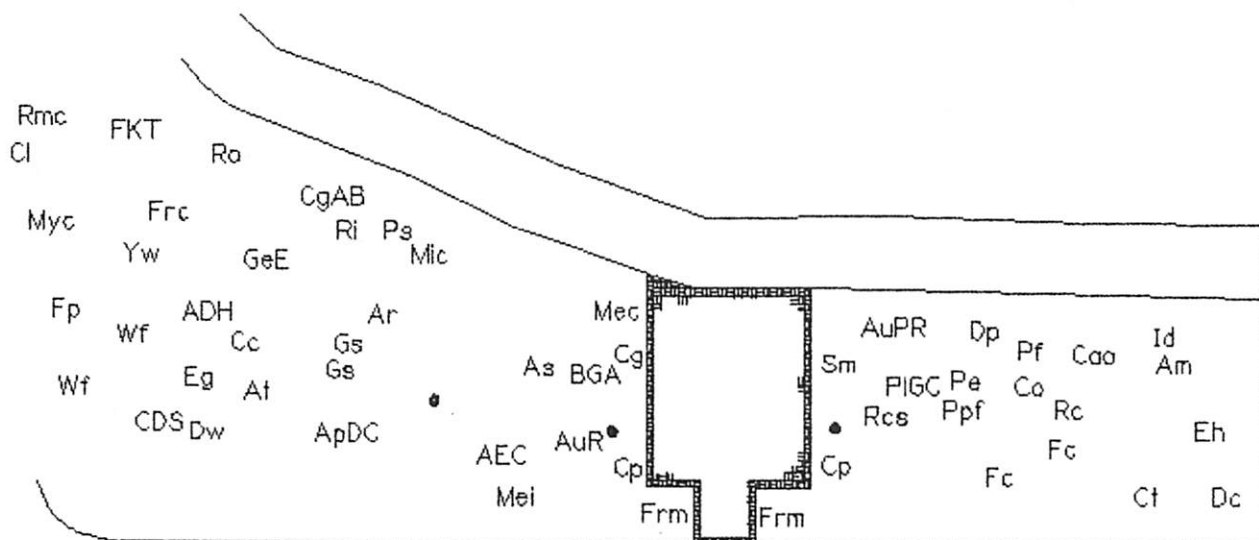 Rmc
FKT
Cl
Ro
CgAB
Myc
Frc
Ri
Ps
Yw
GeE
Mic
Fp
ADH
Ar
Mec
Wf
Cc
Gs
Cg
AuPR
Dp
Id
Pf
Cao
Am
Wf
Eg
At
Gs
As
BGA
Sm
PlGC
Pe
Co
CDS
Dw
ApDC
Rcs
Ppf
Rc
AEC
AuR
Cp
Cp
Fc
Eh
Mei
Fc
Ct
Dc
Frm
Frm